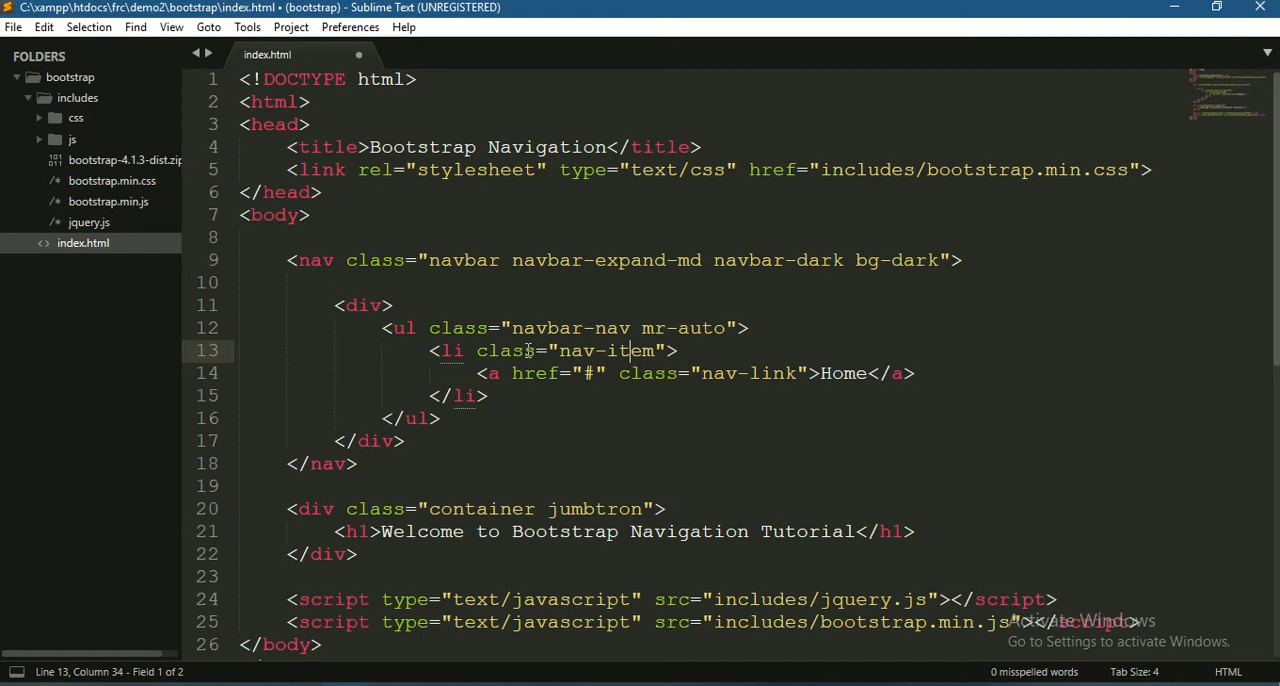 C:\xampp\htdocs\frc\demo2\bootstrap\index.html • (bootstrap) - Sublime Text (UNREGISTERED)
File Edit Selection Find View Goto Tools Project Preferences Help
FOLDERS
bootstrap
includes
css
js
bootstrap-4.1.3-dist.zip
bootstrap.min.css
bootstrap.min.js
jquery.js
index.html
index.html
1 <!DOCTYPE html>
2 <html>
3 <head>
4 <title>Bootstrap Navigation</title>
5 <link rel="stylesheet" type="text/css" href="includes/bootstrap.min.css">
6 </head>
7 <body>
8
9 <nav class="navbar navbar-expand-md navbar-dark bg-dark">
10
11 <div>
12 <ul class="navbar-nav mr-auto">
13 <li class="nav-item">
14 <a href="#" class="nav-link">Home</a>
15 </li>
16 </ul>
17 </div>
18 </nav>
19
20 <div class="container jumbtron">
21 <h1>Welcome to Bootstrap Navigation Tutorial</h1>
22 </div>
23
24 <script type="text/javascript" src="includes/jquery.js"></script>
25 <script type="text/javascript" src="includes/bootstrap.min.js"></script>
26 </body>
Activate Windows
Go to Settings to activate Windows.
Line 13, Column 34 - Field 1 of 2
0 misspelled words Tab Size: 4 HTML